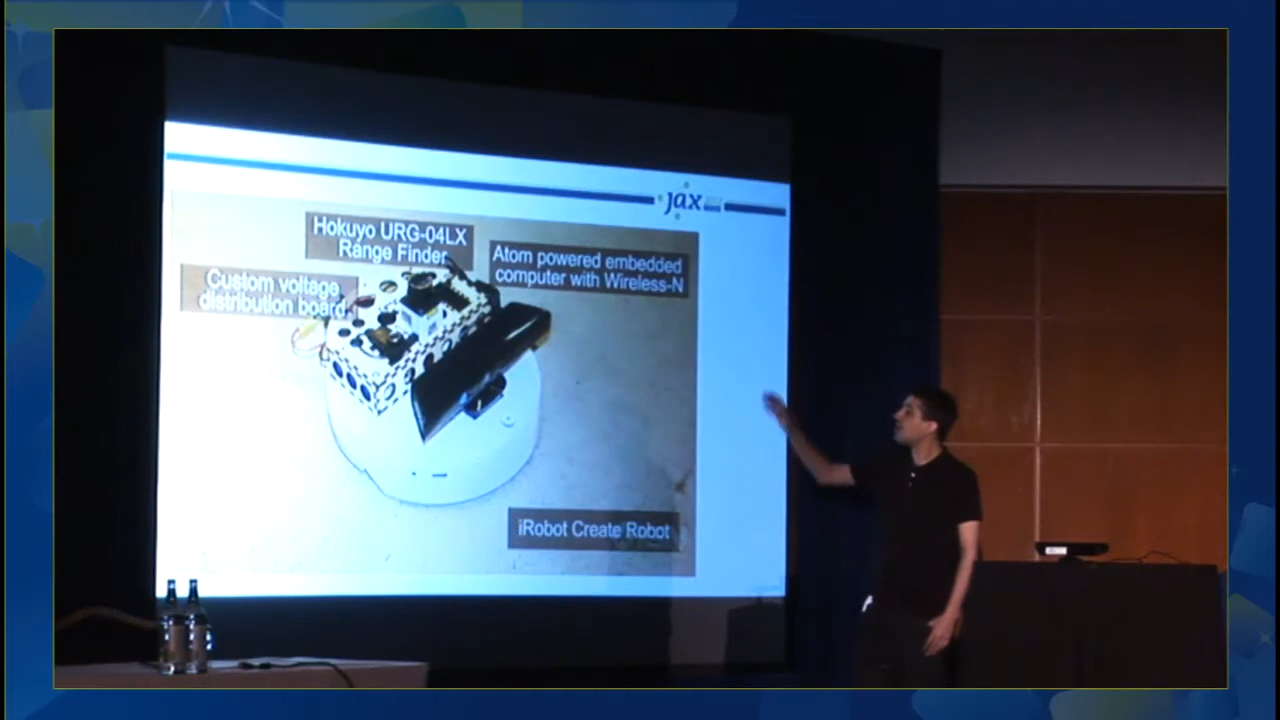 jax
Hokuyo URG-04LX
Range Finder
Atom powered embedded
computer with Wireless-N
Custom voltage
distribution board
iRobot Create Robot